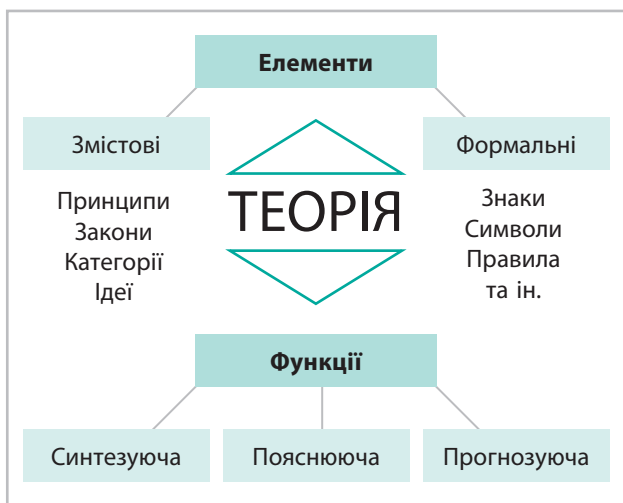 Елементи
Змістові
Формальні
Принципи
Закони
Категорії
Ідеї
ТЕОРІЯ
Знаки
Символи
Правила
та ін.
Функції
Синтезуюча
Пояснююча
Прогнозуюча